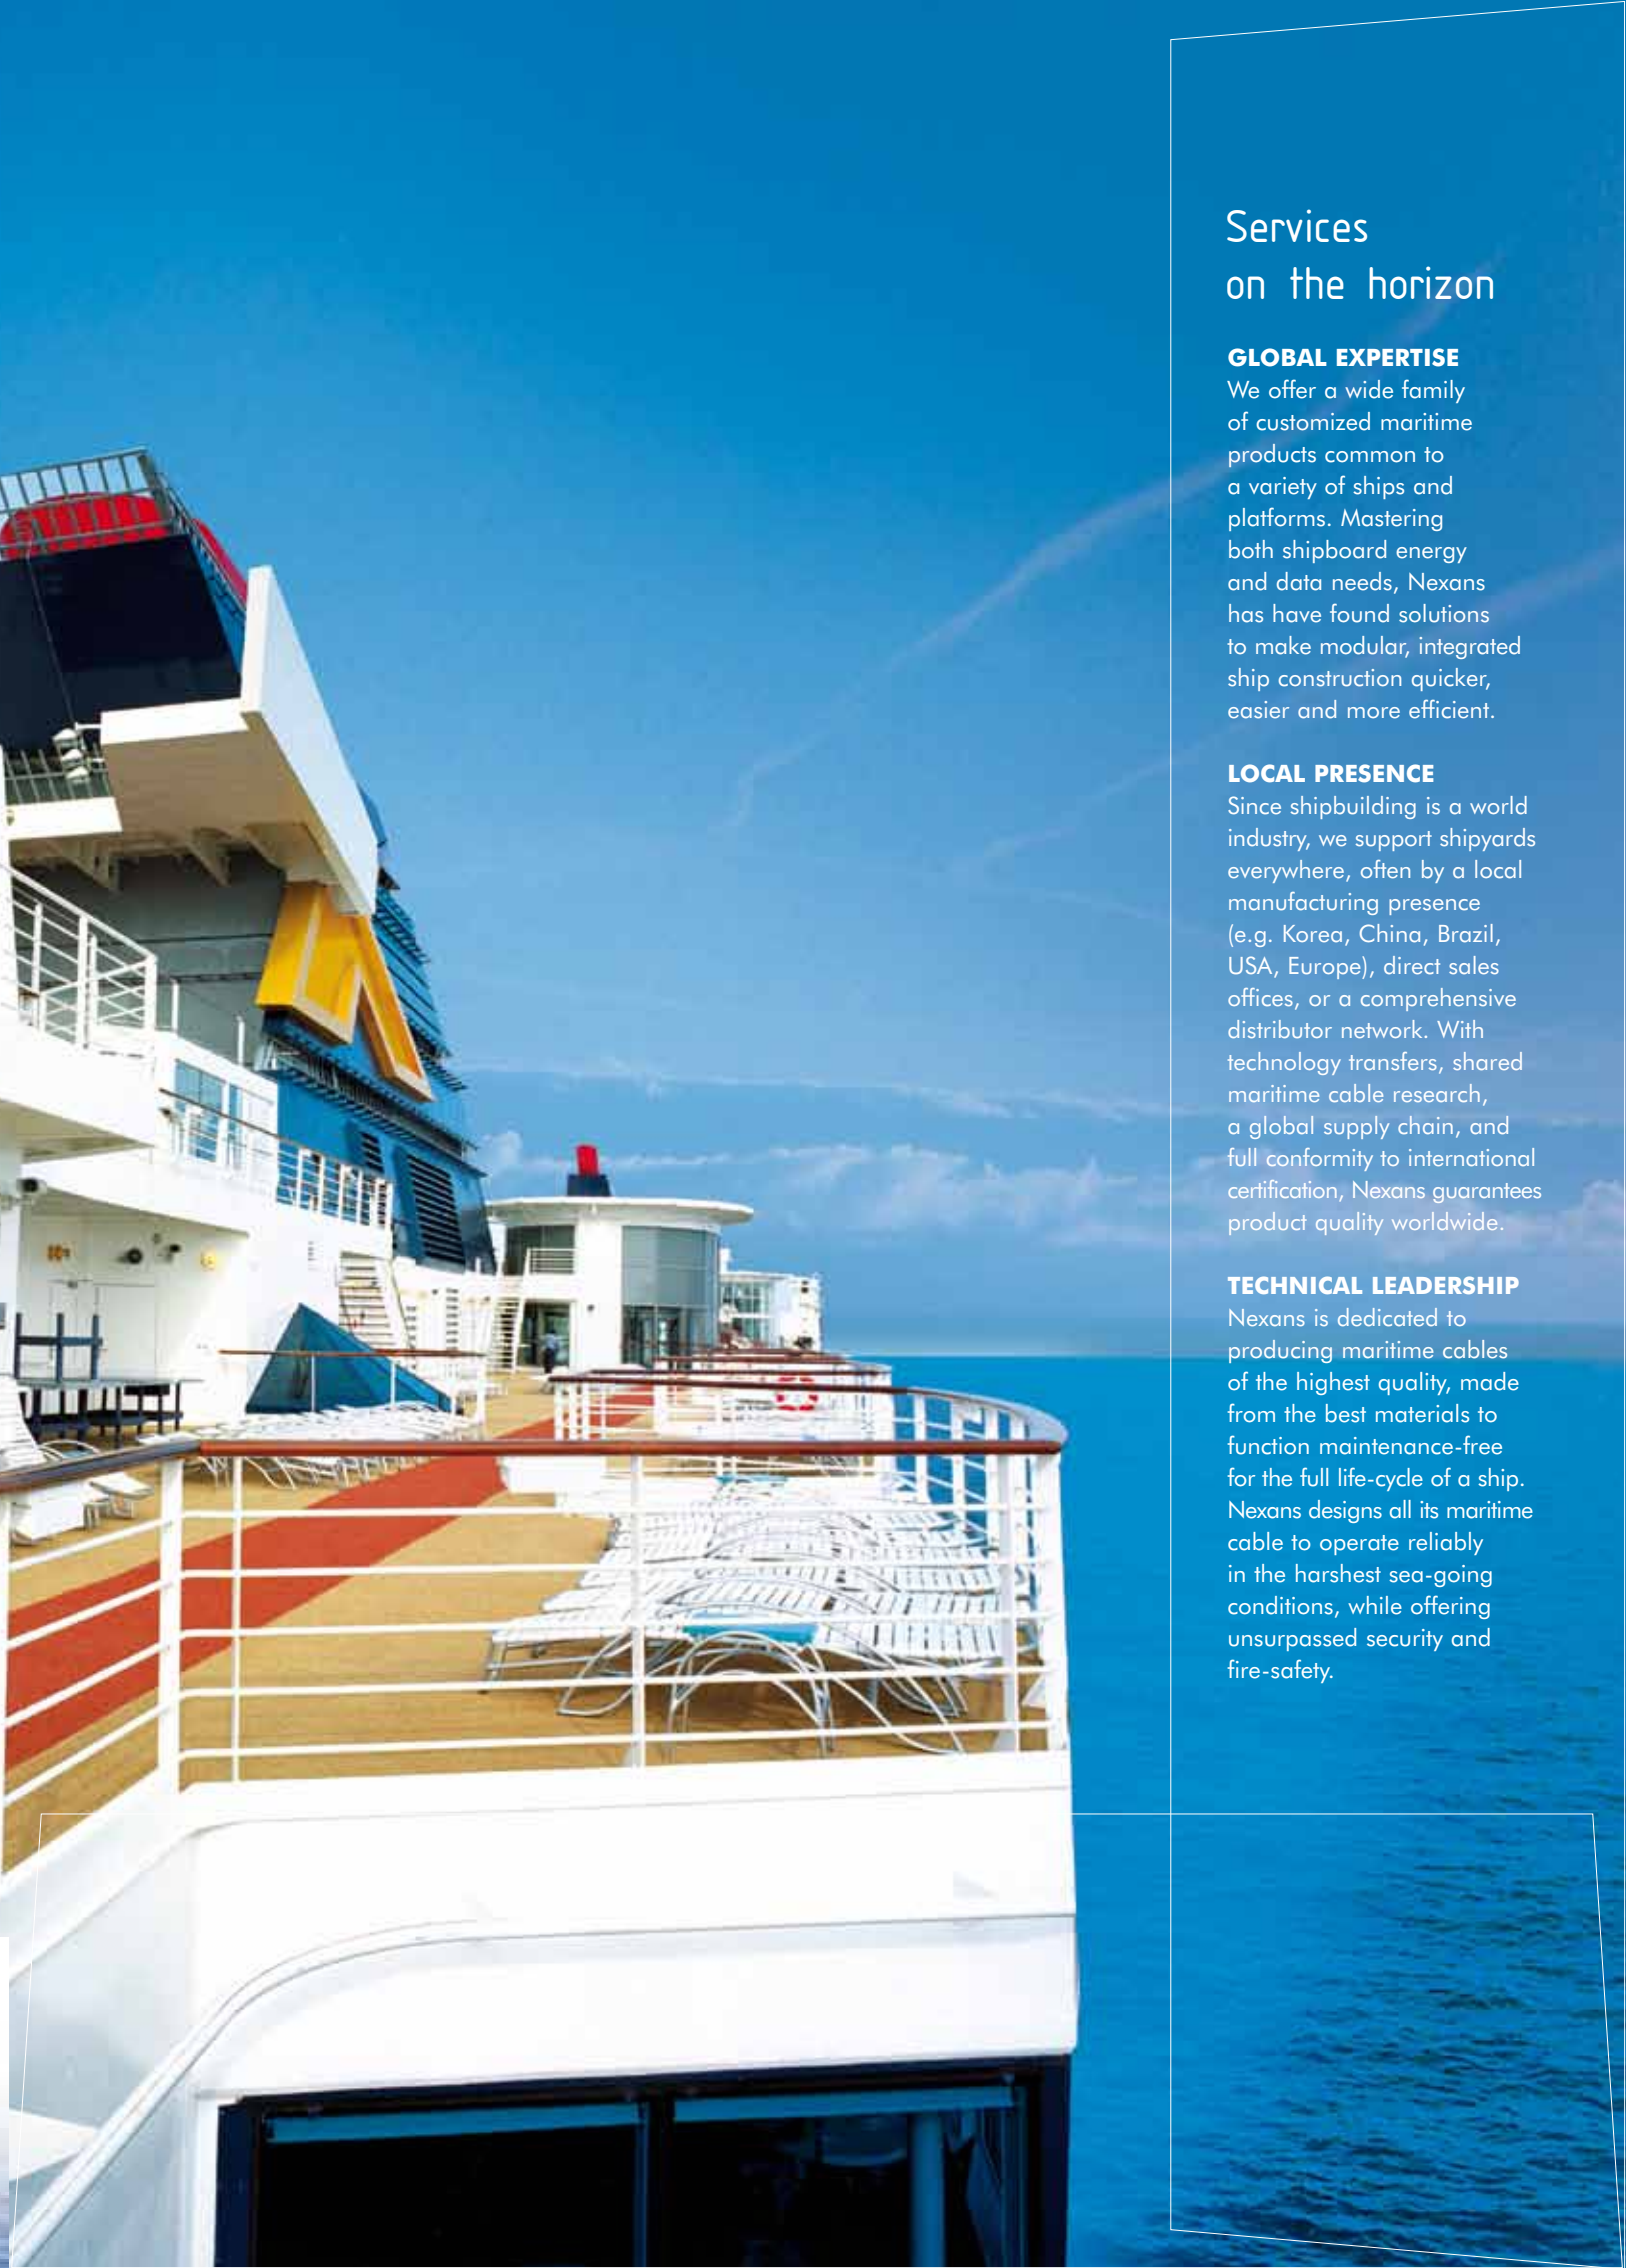 Services
on the horizon
GLOBAL EXPERTISE
We offer a wide family
of customized maritime
products common to
a variety of ships and
platforms. Mastering
both shipboard energy
and data needs, Nexans
has have found solutions
to make modular, integrated
ship construction quicker,
easier and more efficient.
LOCAL PRESENCE
Since shipbuilding is a world
industry, we support shipyards
everywhere, often by a local
manufacturing presence
(e.g. Korea, China, Brazil,
USA, Europe), direct sales
offices, or a comprehensive
distributor network. With
technology transfers, shared
maritime cable research,
a global supply chain, and
full conformity to international
certification, Nexans guarantees
product quality worldwide.
TECHNICAL LEADERSHIP
Nexans is dedicated to
producing maritime cables
of the highest quality, made
from the best materials to
function maintenance-free
for the full life-cycle of a ship.
Nexans designs all its maritime
cable to operate reliably
in the harshest sea-going
conditions, while offering
unsurpassed security and
fire-safety.